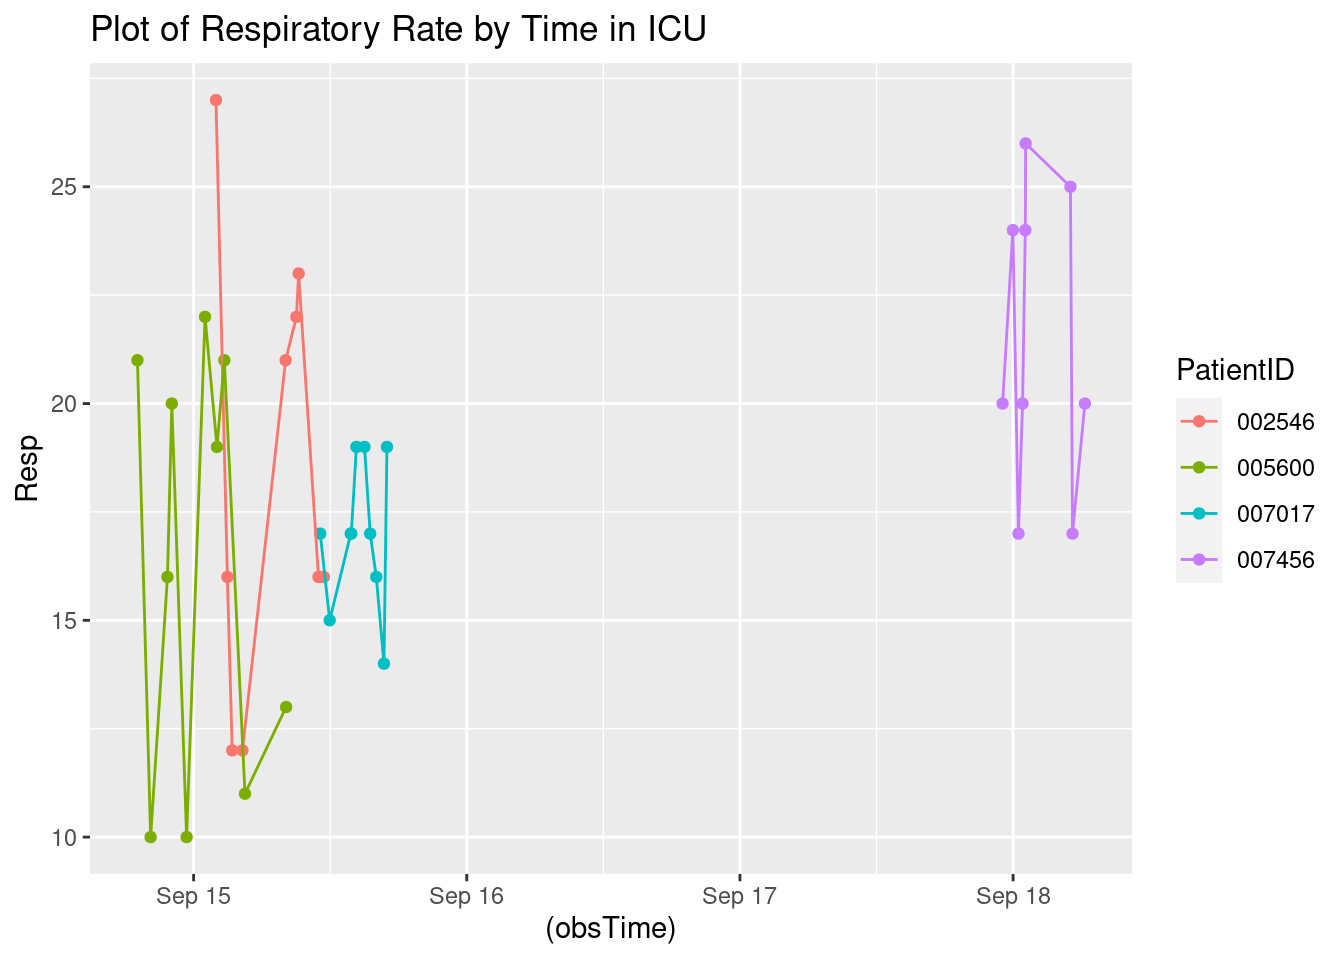 Plot of Respiratory Rate by Time in ICU
25
20
15
10
Resp
Sep 15
Sep 16
Sep 17
Sep 18
(obsTime)
PatientID
002546
005600
007017
007456